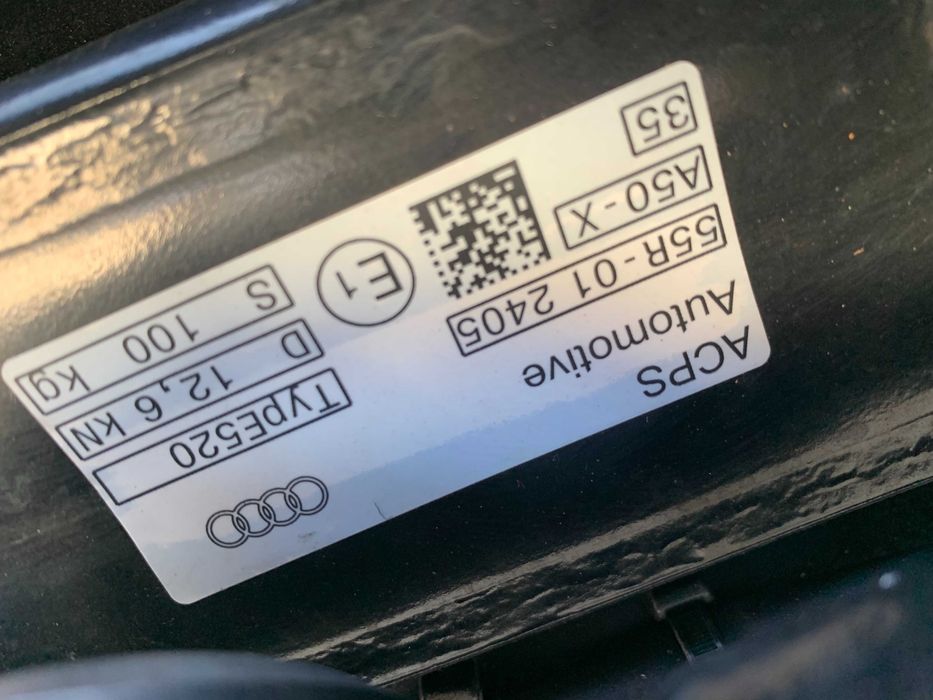 ACPS
Automotive
55R-01 2405
A50-X
35
E1
TypE520
D 12,6 kN
S 100 kg